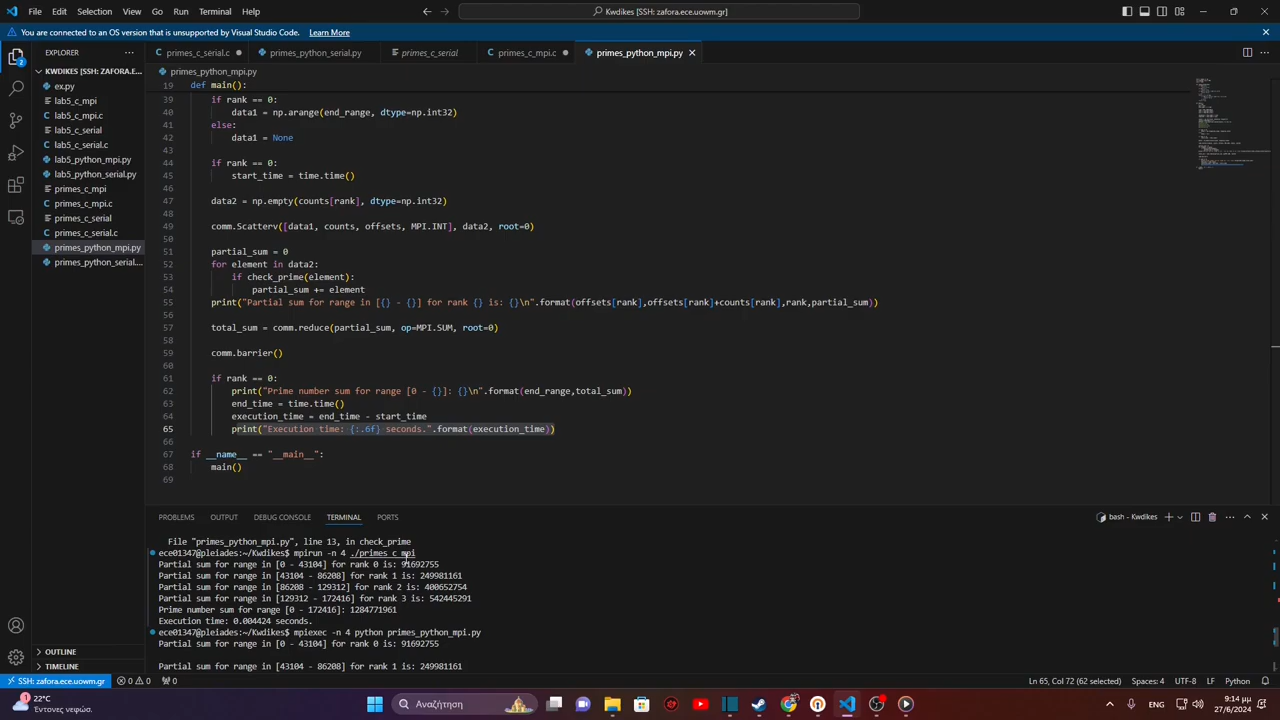 File Edit Selection View Go Run Terminal Help
Kwdikes [SSH: zafora.ece.uowm.gr]
You are connected to an OS version that is unsupported by Visual Studio Code. Learn More
EXPLORER
KWDIKES [SSH: ZAFORA.E...
ex.py
lab5_c_mpi
lab5_c_mpi.c
lab5_c_serial
lab5_c_serial.c
lab5_python_mpi.py
lab5_python_serial.py
primes_c_mpi
primes_c_mpi.c
primes_c_serial
primes_c_serial.c
primes_python_mpi.py
primes_python_serial....
OUTLINE
TIMELINE
primes_c_serial.c primes_python_serial.py primes_c_serial primes_c_mpi.c primes_python_mpi.py
primes_python_mpi.py
19 def main():
39 if rank == 0:
40 data1 = np.arange(end_range, dtype=np.int32)
41 else:
42 data1 = None
43
44 if rank == 0:
45 start_time = time.time()
46
47 data2 = np.empty(counts[rank], dtype=np.int32)
48
49 comm.Scatterv([data1, counts, offsets, MPI.INT], data2, root=0)
50
51 partial_sum = 0
52 for element in data2:
53 if check_prime(element):
54 partial_sum += element
55 print("Partial sum for range in [{} - {}] for rank {} is: {}\n".format(offsets[rank],offsets[rank]+counts[rank],rank,partial_sum))
56
57 total_sum = comm.reduce(partial_sum, op=MPI.SUM, root=0)
58
59 comm.barrier()
60
61 if rank == 0:
62 print("Prime number sum for range [0 - {}]: {}\n".format(end_range,total_sum))
63 end_time = time.time()
64 execution_time = end_time - start_time
65 print("Execution time: {:.6f} seconds.".format(execution_time))
66
67 if __name__ == "__main__":
68 main()
69
PROBLEMS OUTPUT DEBUG CONSOLE TERMINAL PORTS
bash - Kwdikes
File "primes_python_mpi.py", line 13, in check_prime
ece01347@pleiades:~/Kwdikes$ mpirun -n 4 ./primes_c_mpi
Partial sum for range in [0 - 43104] for rank 0 is: 91692755
Partial sum for range in [43104 - 86208] for rank 1 is: 249981161
Partial sum for range in [86208 - 129312] for rank 2 is: 400652754
Partial sum for range in [129312 - 172416] for rank 3 is: 542445291
Prime number sum for range [0 - 172416]: 1284771961
Execution time: 0.004424 seconds.
ece01347@pleiades:~/Kwdikes$ mpiexec -n 4 python primes_python_mpi.py
Partial sum for range in [0 - 43104] for rank 0 is: 91692755
Partial sum for range in [43104 - 86208] for rank 1 is: 249981161
SSH: zafora.ece.uowm.gr 0 0 0
Ln 65, Col 72 (62 selected) Spaces: 4 UTF-8 LF Python
22°C
Έντονες νεφώ.
Αναζήτηση
ENG
9:14 μμ
27/6/2024